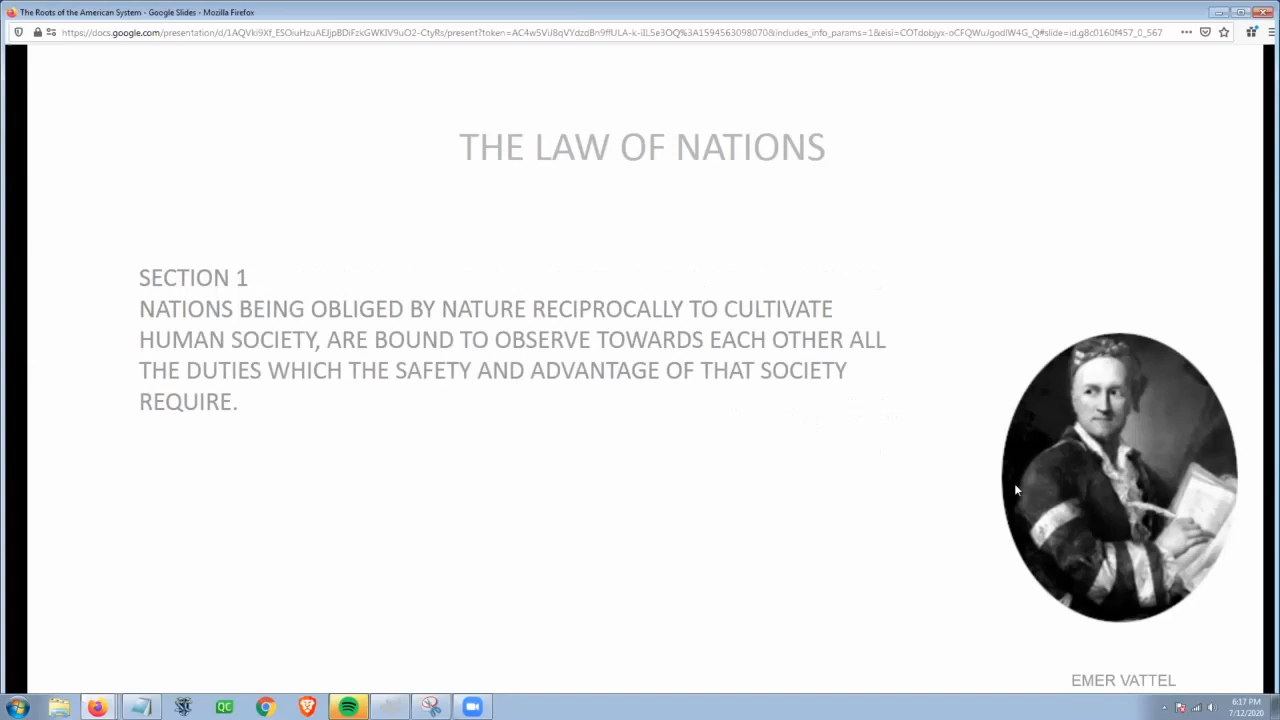 The Roots of the American System - Google Slides - Mozilla Firefox
THE LAW OF NATIONS
SECTION 1
NATIONS BEING OBLIGED BY NATURE RECIPROCALLY TO CULTIVATE
HUMAN SOCIETY, ARE BOUND TO OBSERVE TOWARDS EACH OTHER ALL
THE DUTIES WHICH THE SAFETY AND ADVANTAGE OF THAT SOCIETY
REQUIRE.
EMER VATTEL
QC
6:17 PM
7/12/2020